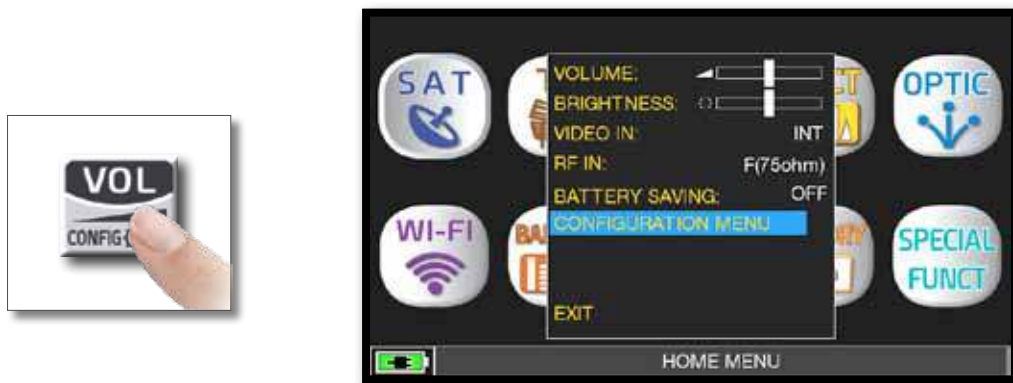 VOL
CONFIG
SAT
OPTIC
WI-FI
SPECIAL
FUNCT
VOLUME:
BRIGHTNESS:
VIDEO IN: INT
RF IN: F(75ohm)
BATTERY SAVING: OFF
CONFIGURATION MENU
EXIT
HOME MENU